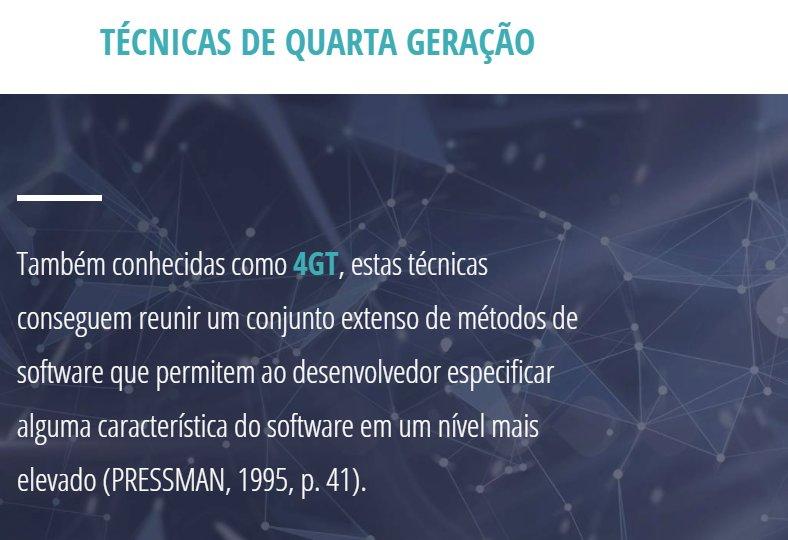 TÉCNICAS DE QUARTA GERAÇÃO
Também conhecidas como 4GT, estas técnicas
conseguem reunir um conjunto extenso de métodos de
software que permitem ao desenvolvedor especificar
alguma característica do software em um nível mais
elevado (PRESSMAN, 1995, p. 41).